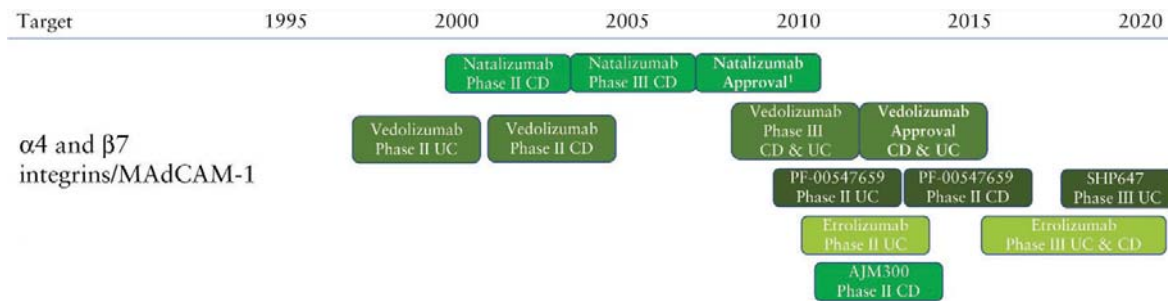 Target 1995 2000 2005 2010 2015 2020
Natalizumab Natalizumab Natalizumab
Phase II CD Phase III CD Approval¹
α4 and β7
integrins/MAdCAM-1
Vedolizumab
Phase II UC
Vedolizumab
Phase II CD
Vedolizumab
Phase III
CD & UC
Vedolizumab
Approval
CD & UC
PF-00547659
Phase II UC
PF-00547659
Phase II CD
SHP647
Phase III UC
Etrolizumab
Phase II UC
Etrolizumab
Phase III UC & CD
AJM300
Phase II CD